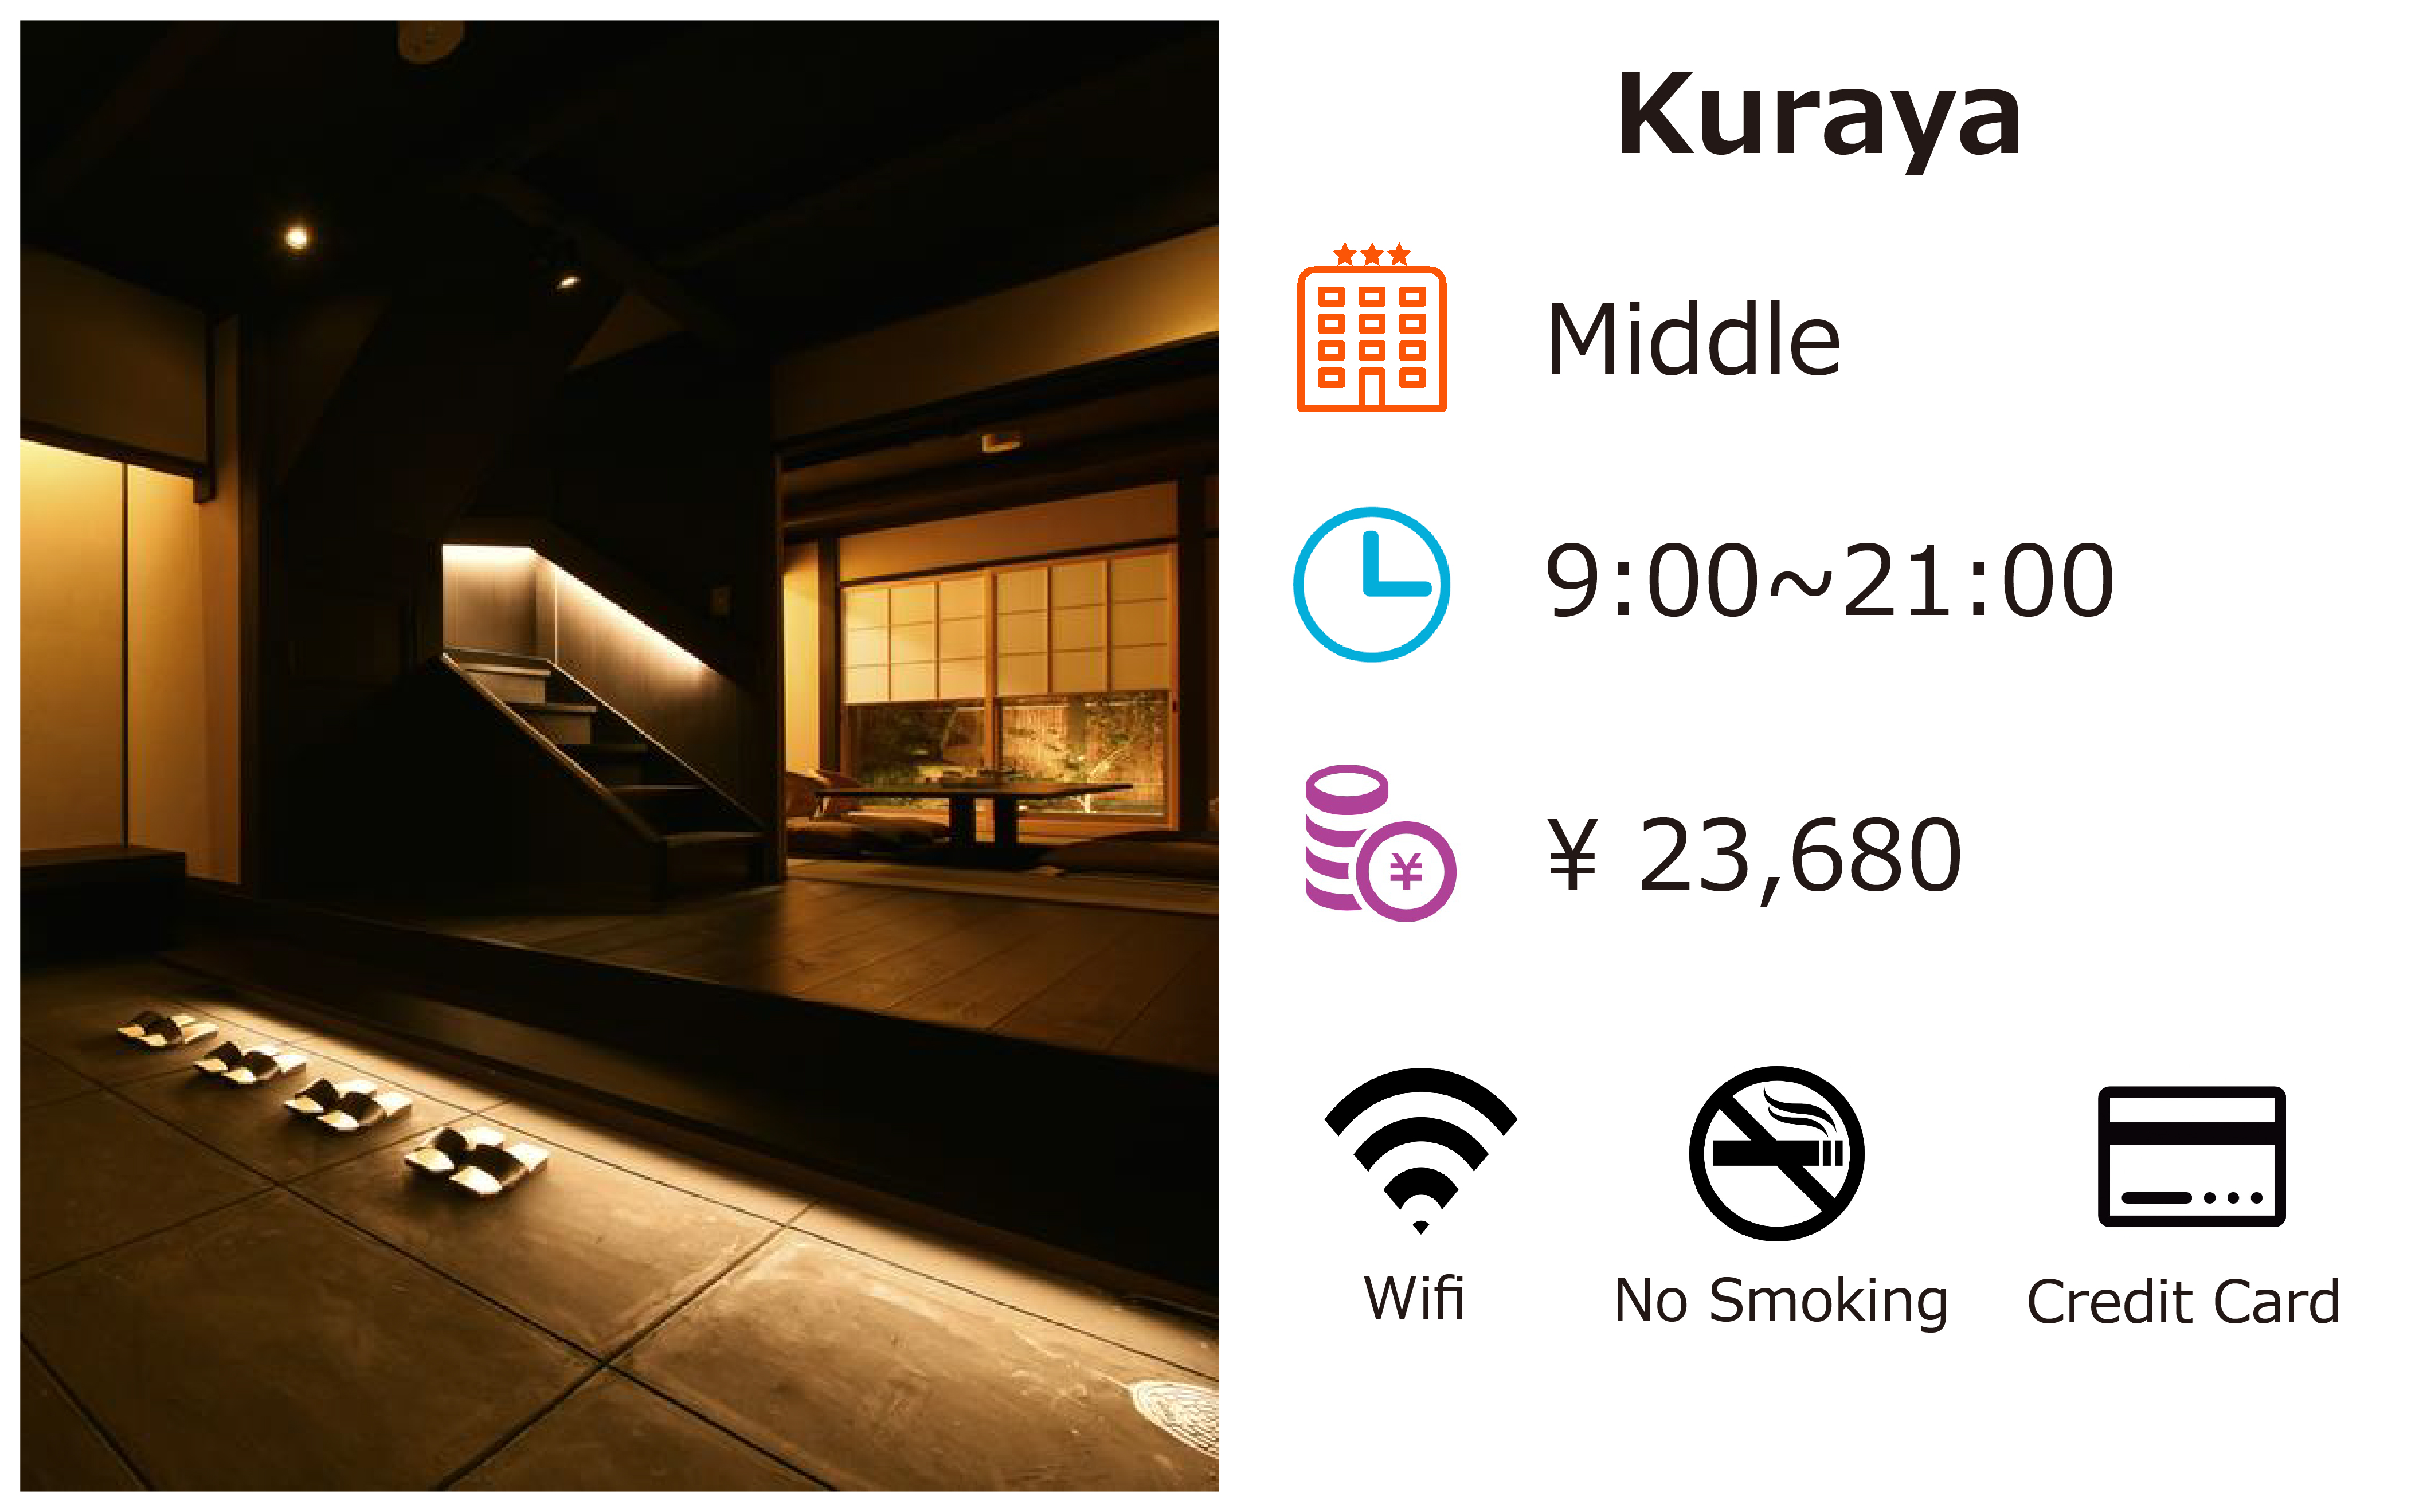 Kuraya
Middle
9:00~21:00
¥ 23,680
¥
Wifi
No Smoking
Credit Card